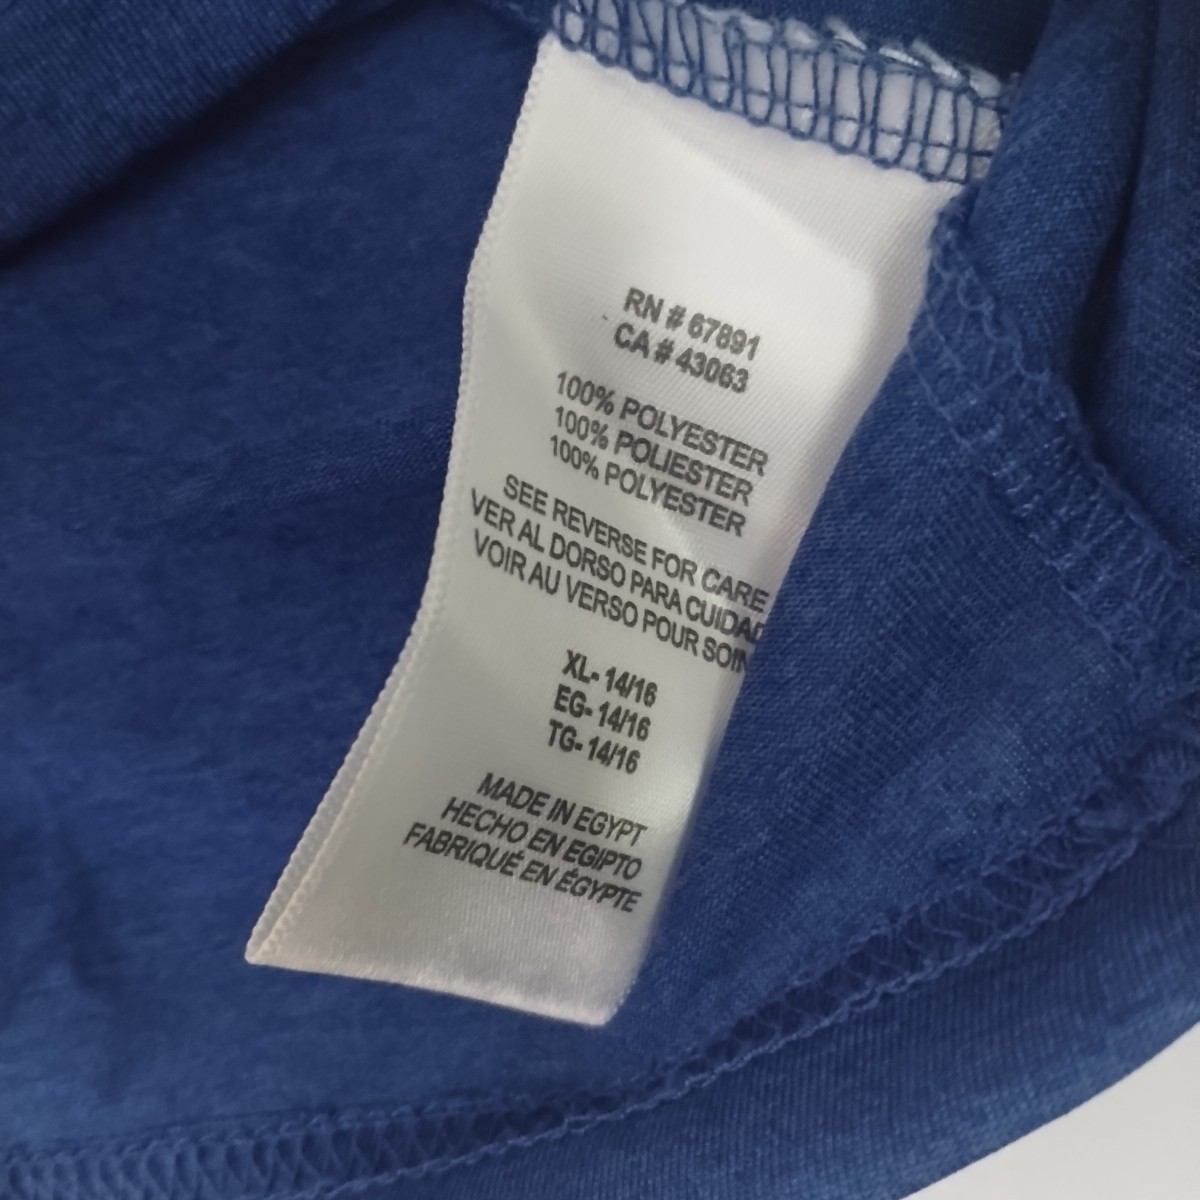 RN # 67891
CA # 43063
100% POLYESTER
100% POLIESTER
100% POLYESTER
SEE REVERSE FOR CARE
VER AL DORSO PARA CUIDAD
VOIR AU VERSO POUR SOIN
XL- 14/16
EG- 14/16
TG- 14/16
MADE IN EGYPT
HECHO EN EGIPTO
FABRIQUÉ EN ÉGYPTE